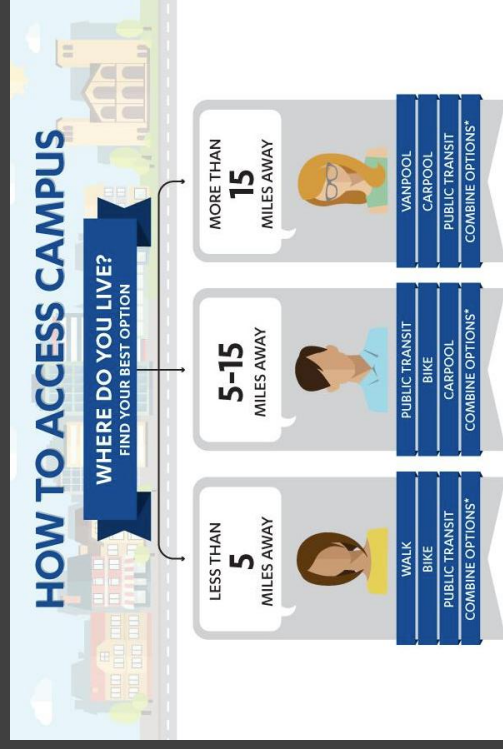 HOW TO ACCESS CAMPUS
WHERE DO YOU LIVE?
FIND YOUR BEST OPTION
LESS THAN
5
MILES AWAY
WALK
BIKE
PUBLIC TRANSIT
COMBINE OPTIONS*
5-15
MILES AWAY
PUBLIC TRANSIT
BIKE
CARPOOL
COMBINE OPTIONS*
MORE THAN
15
MILES AWAY
VANPOOL
CARPOOL
PUBLIC TRANSIT
COMBINE OPTIONS*